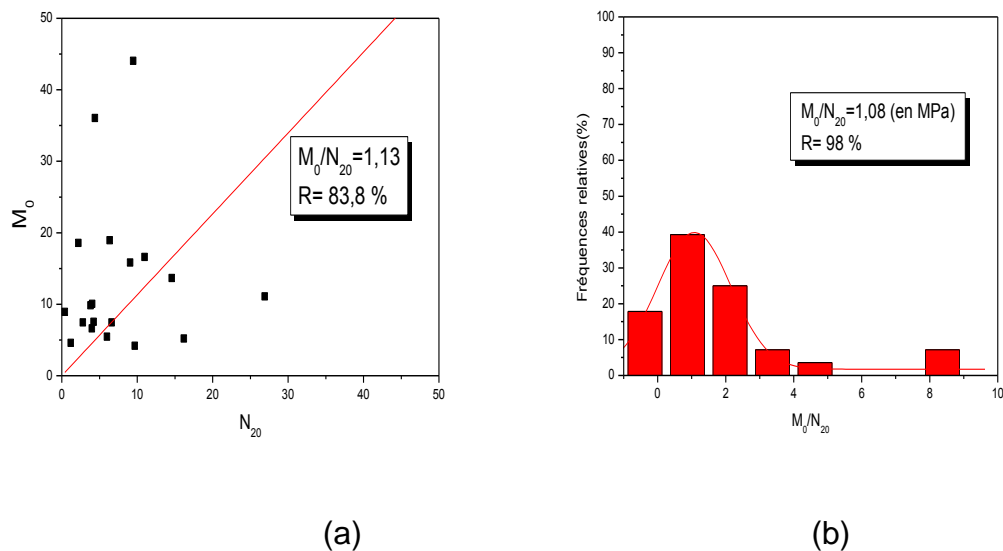 50
40
30
20
10
0
M₀
M₀/N₂₀=1,13
R= 83,8 %
0 10 20 30 40 50
N₂₀
(a)
100
90
80
70
60
50
40
30
20
10
0
Fréquences relatives(%)
M₀/N₂₀=1,08 (en MPa)
R= 98 %
0 2 4 6 8 10
M₀/N₂₀
(b)